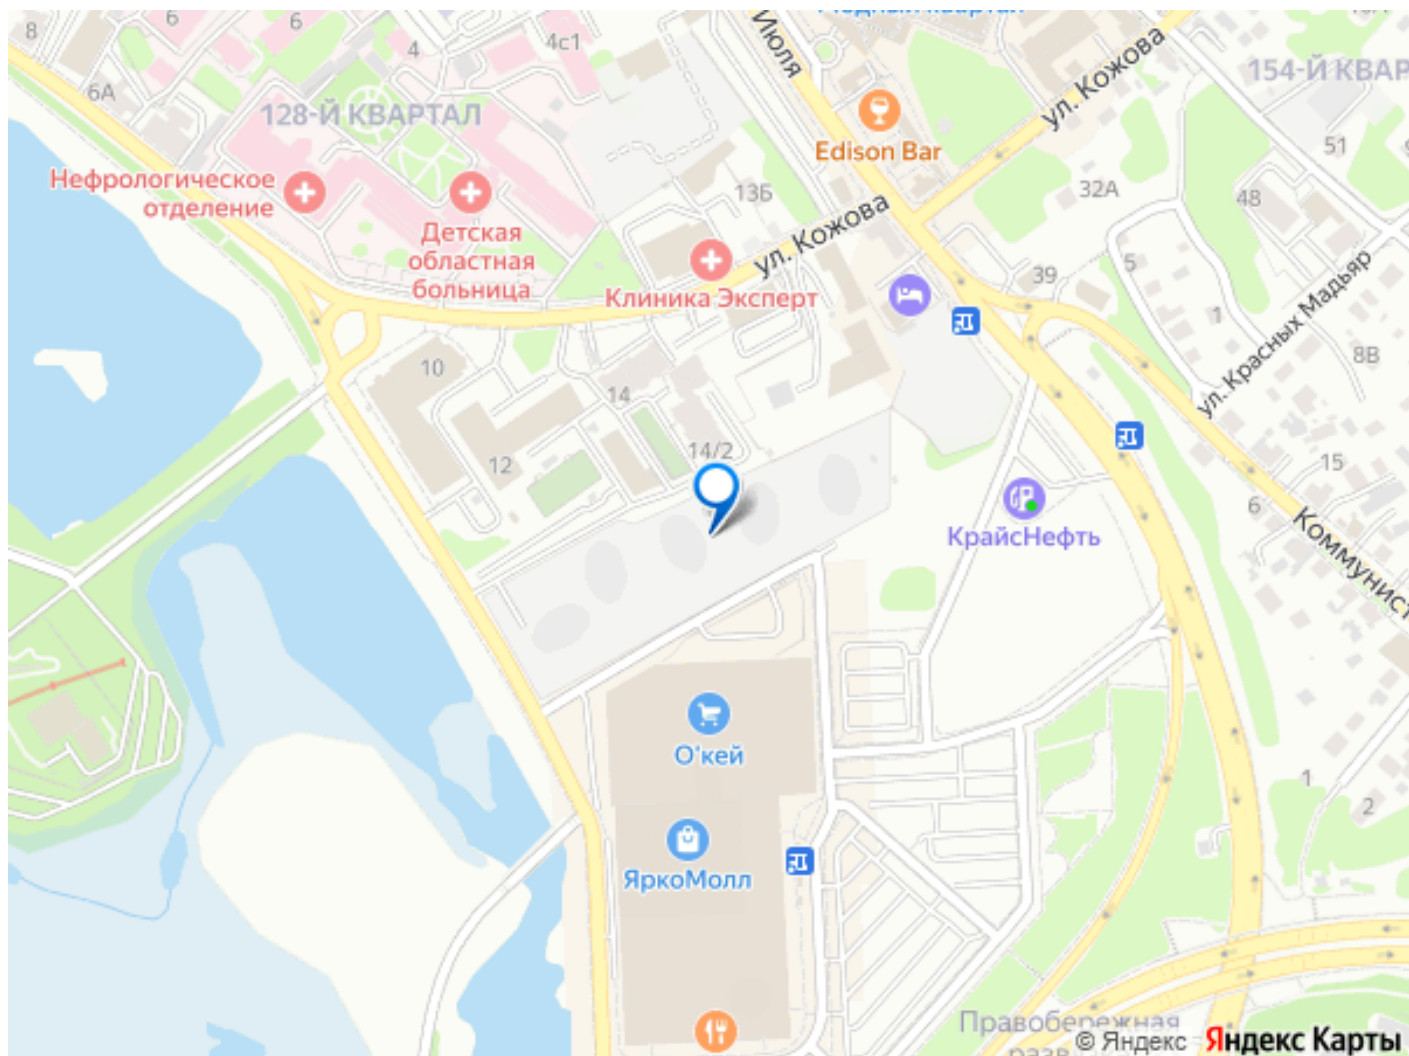 6
6
8
4
4с1
Июля
154-Й КВАР
ул. Кожова
6А
128-Й КВАРТАЛ
Edison Bar
51
Нефрологическое
отделение
13Б
32А
48
Детская
областная
больница
ул. Кожова
Клиника Эксперт
39
5
1
ул. Красных Мадьяр
8В
10
14
12
14/2
15
6
КрайсНефть
Коммунист
О'кей
ЯркоМолл
1
2
Правобережная
© Яндекс
Яндекс Карты